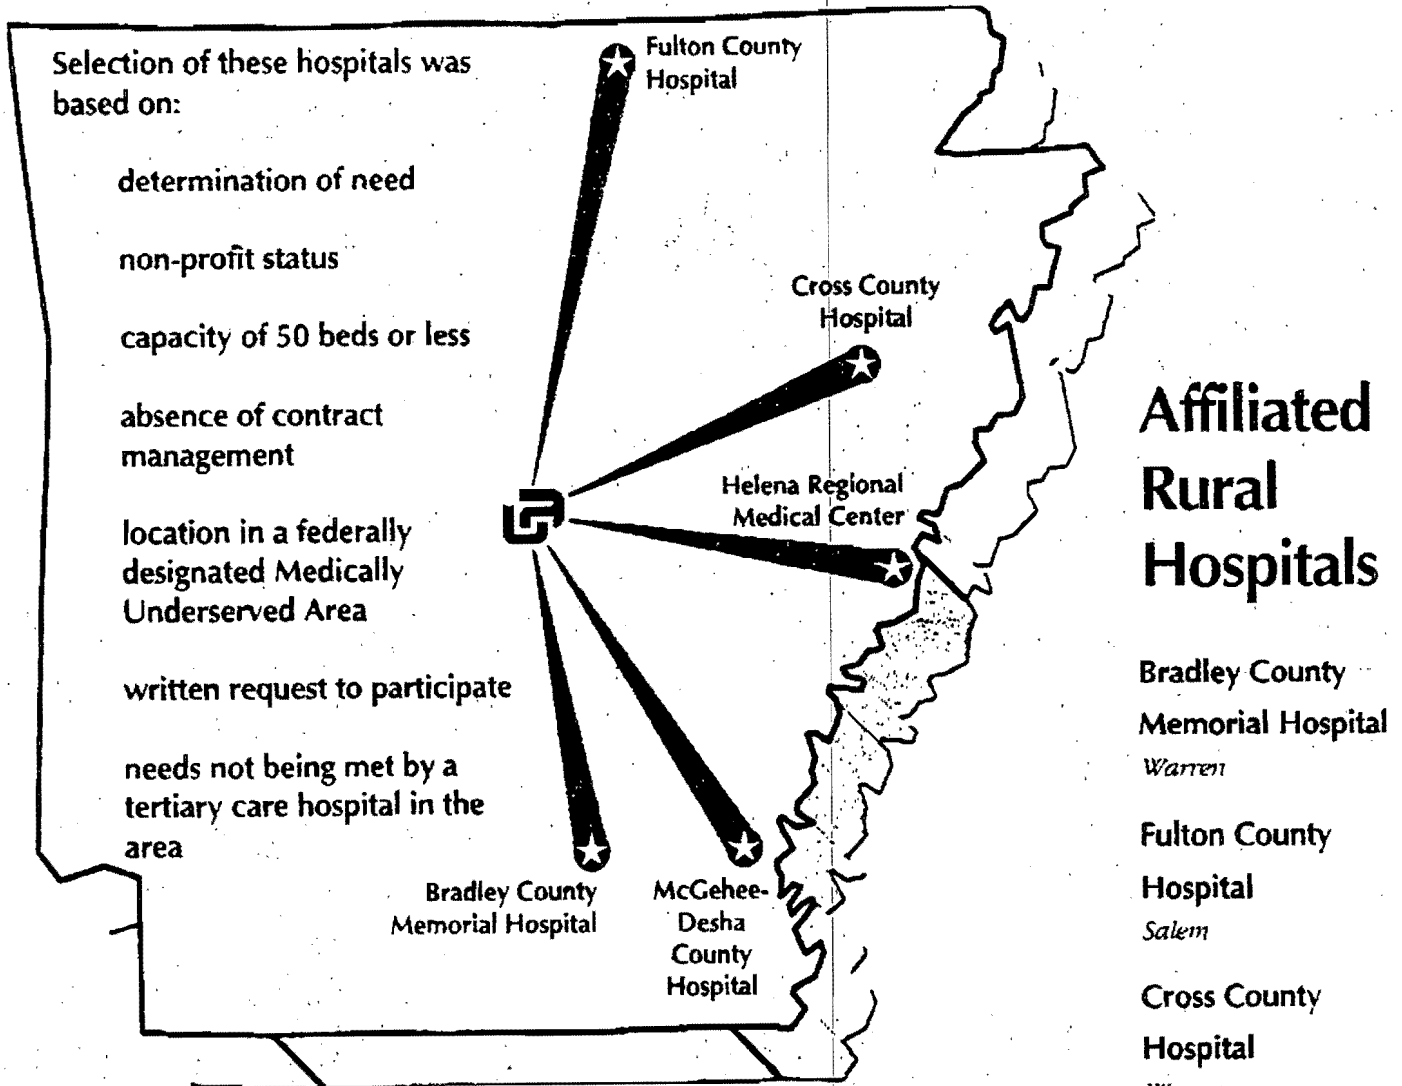 Selection of these hospitals was
based on:
determination of need
non-profit status
capacity of 50 beds or less
absence of contract
management
location in a federally
designated Medically
Underserved Area
written request to participate
needs not being met by a
tertiary care hospital in the
area
Fulton County
Hospital
Cross County
Hospital
Helena Regional
Medical Center
Bradley County
Memorial Hospital
McGehee-
Desha
County
Hospital
Affiliated
Rural
Hospitals
Bradley County
Memorial Hospital
Warren
Fulton County
Hospital
Salem
Cross County
Hospital